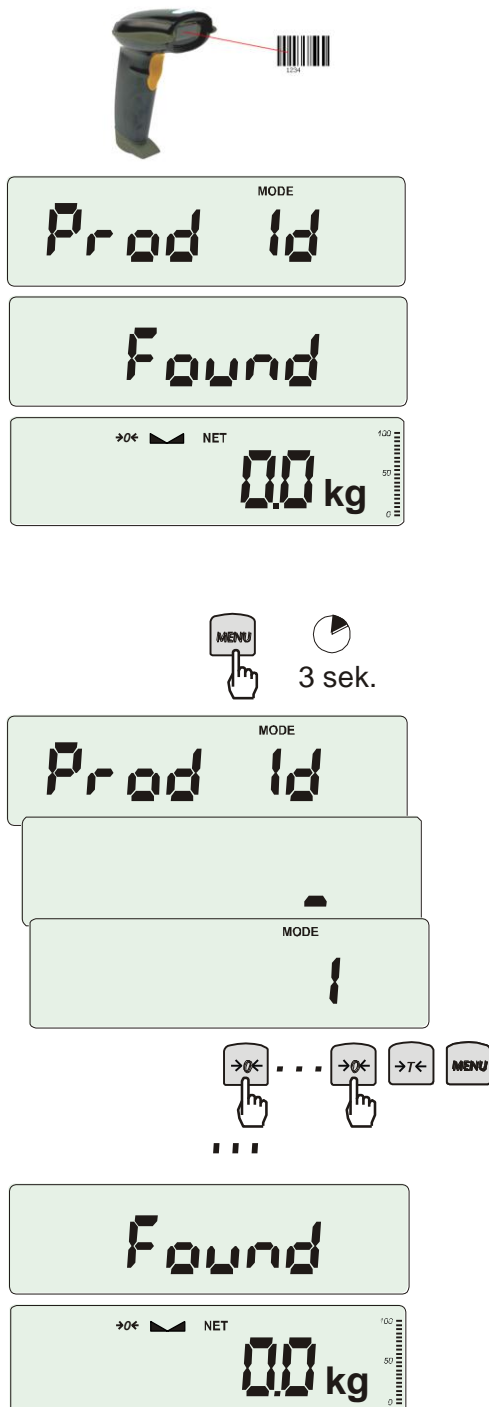 1234
MODE
Prod Id
Found
→0← NET 100
0.0 kg 50
0
MENU
3 sek.
MODE
Prod Id
-
MODE
1
→0← . . . →0← →T← MENU
. . .
Found
→0← NET 100
0.0 kg 50
0